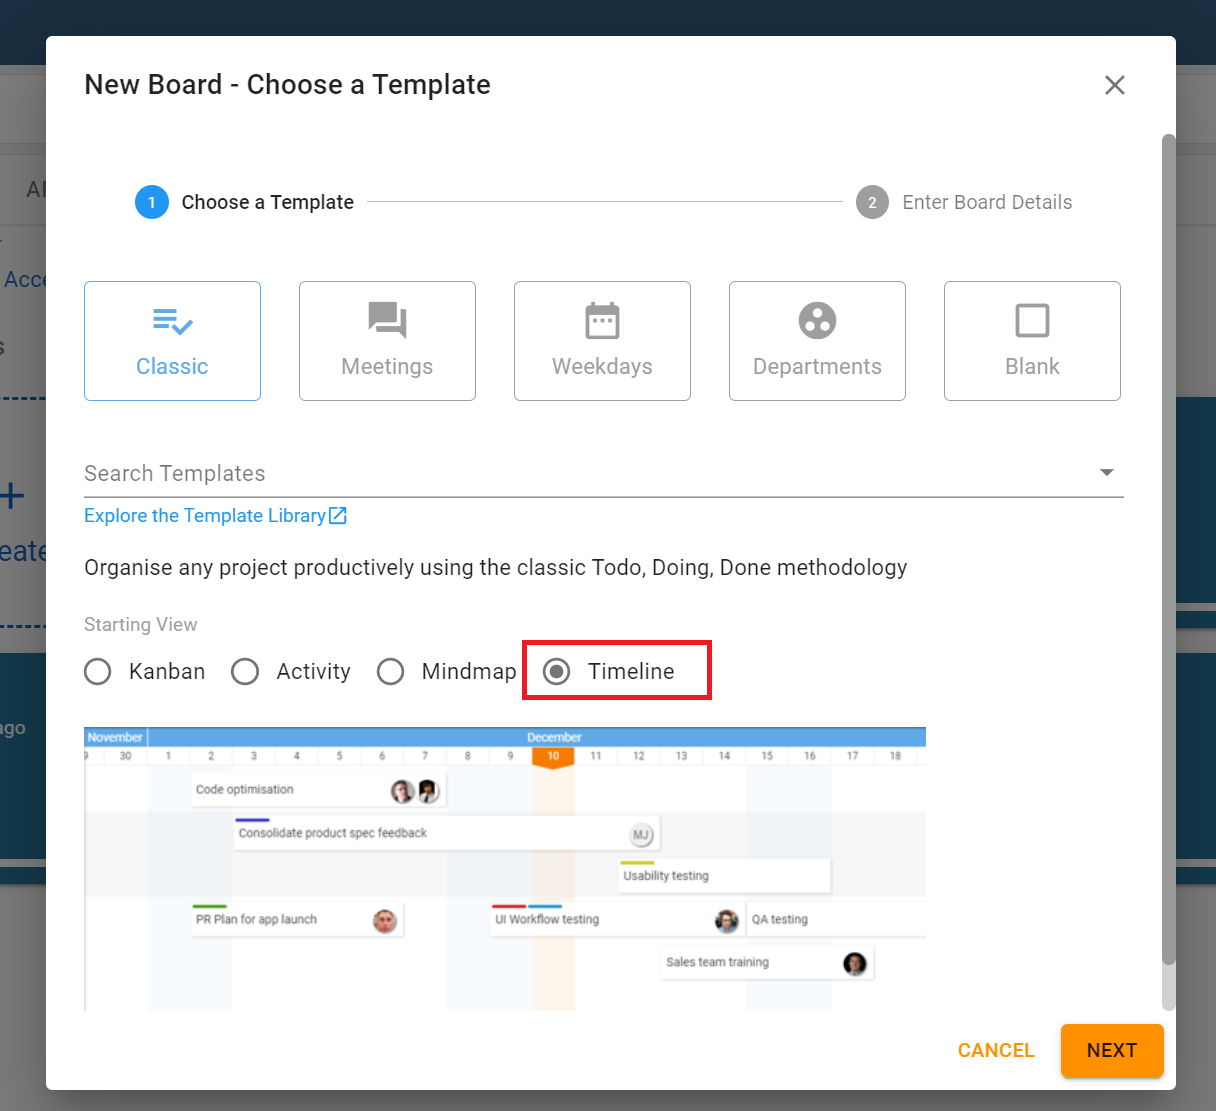 New Board - Choose a Template
1 Choose a Template
2 Enter Board Details
Classic
Meetings
Weekdays
Departments
Blank
Search Templates
Explore the Template Library
Organise any project productively using the classic Todo, Doing, Done methodology
Starting View
Kanban
Activity
Mindmap
Timeline
November December
9 30 1 2 3 4 5 6 7 8 9 10 11 12 13 14 15 16 17 18
Code optimisation
Consolidate product spec feedback MJ
Usability testing
PR Plan for app launch
UI Workflow testing
QA testing
Sales team training
CANCEL
NEXT
Acce
eate
ago